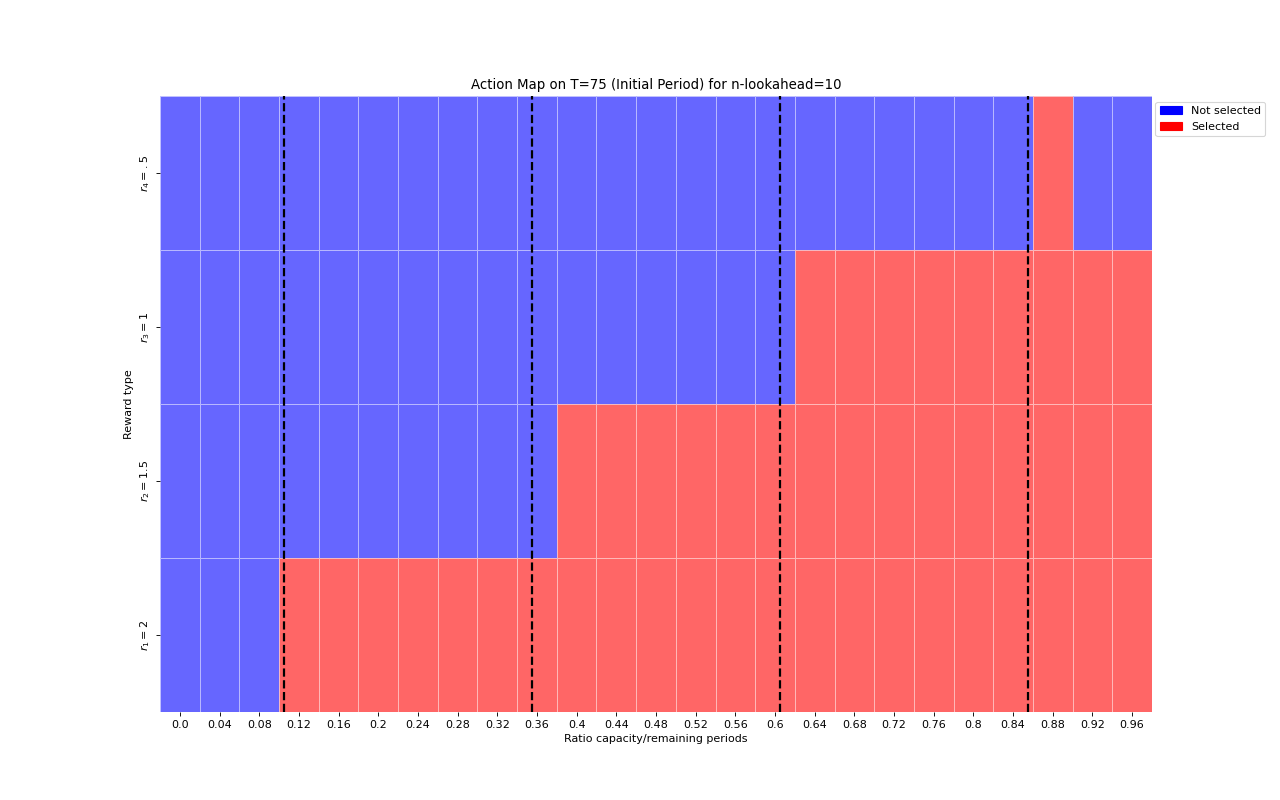 Action Map on T=75 (Initial Period) for n-lookahead=10
Not selected
Selected
Reward type
r₄ = .5
r₃ = 1
r₂ = 1.5
r₁ = 2
0.0 0.04 0.08 0.12 0.16 0.2 0.24 0.28 0.32 0.36 0.4 0.44 0.48 0.52 0.56 0.6 0.64 0.68 0.72 0.76 0.8 0.84 0.88 0.92 0.96
Ratio capacity/remaining periods